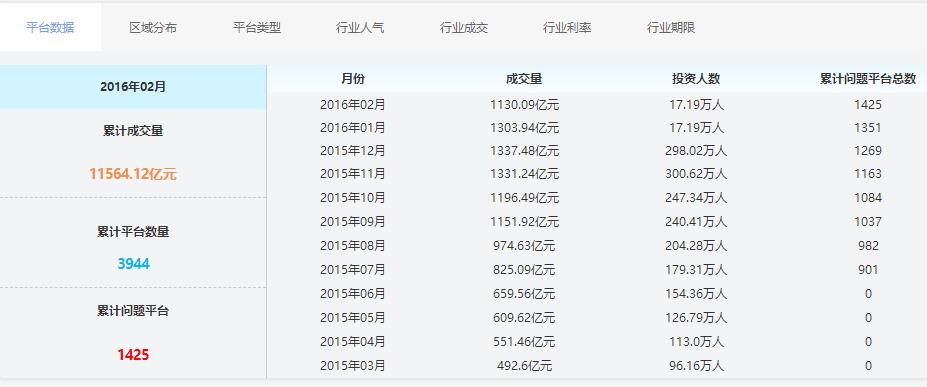 平台数据 区域分布 平台类型 行业人气 行业成交 行业利率 行业期限
2016年02月
累计成交量
11564.12亿元
累计平台数量
3944
累计问题平台
1425
月份 成交量 投资人数 累计问题平台总数
2016年02月 1130.09亿元 17.19万人 1425
2016年01月 1303.94亿元 17.19万人 1351
2015年12月 1337.48亿元 298.02万人 1269
2015年11月 1331.24亿元 300.62万人 1163
2015年10月 1196.49亿元 247.34万人 1084
2015年09月 1151.92亿元 240.41万人 1037
2015年08月 974.63亿元 204.28万人 982
2015年07月 825.09亿元 179.31万人 901
2015年06月 659.56亿元 154.36万人 0
2015年05月 609.62亿元 126.79万人 0
2015年04月 551.46亿元 113.0万人 0
2015年03月 492.6亿元 96.16万人 0